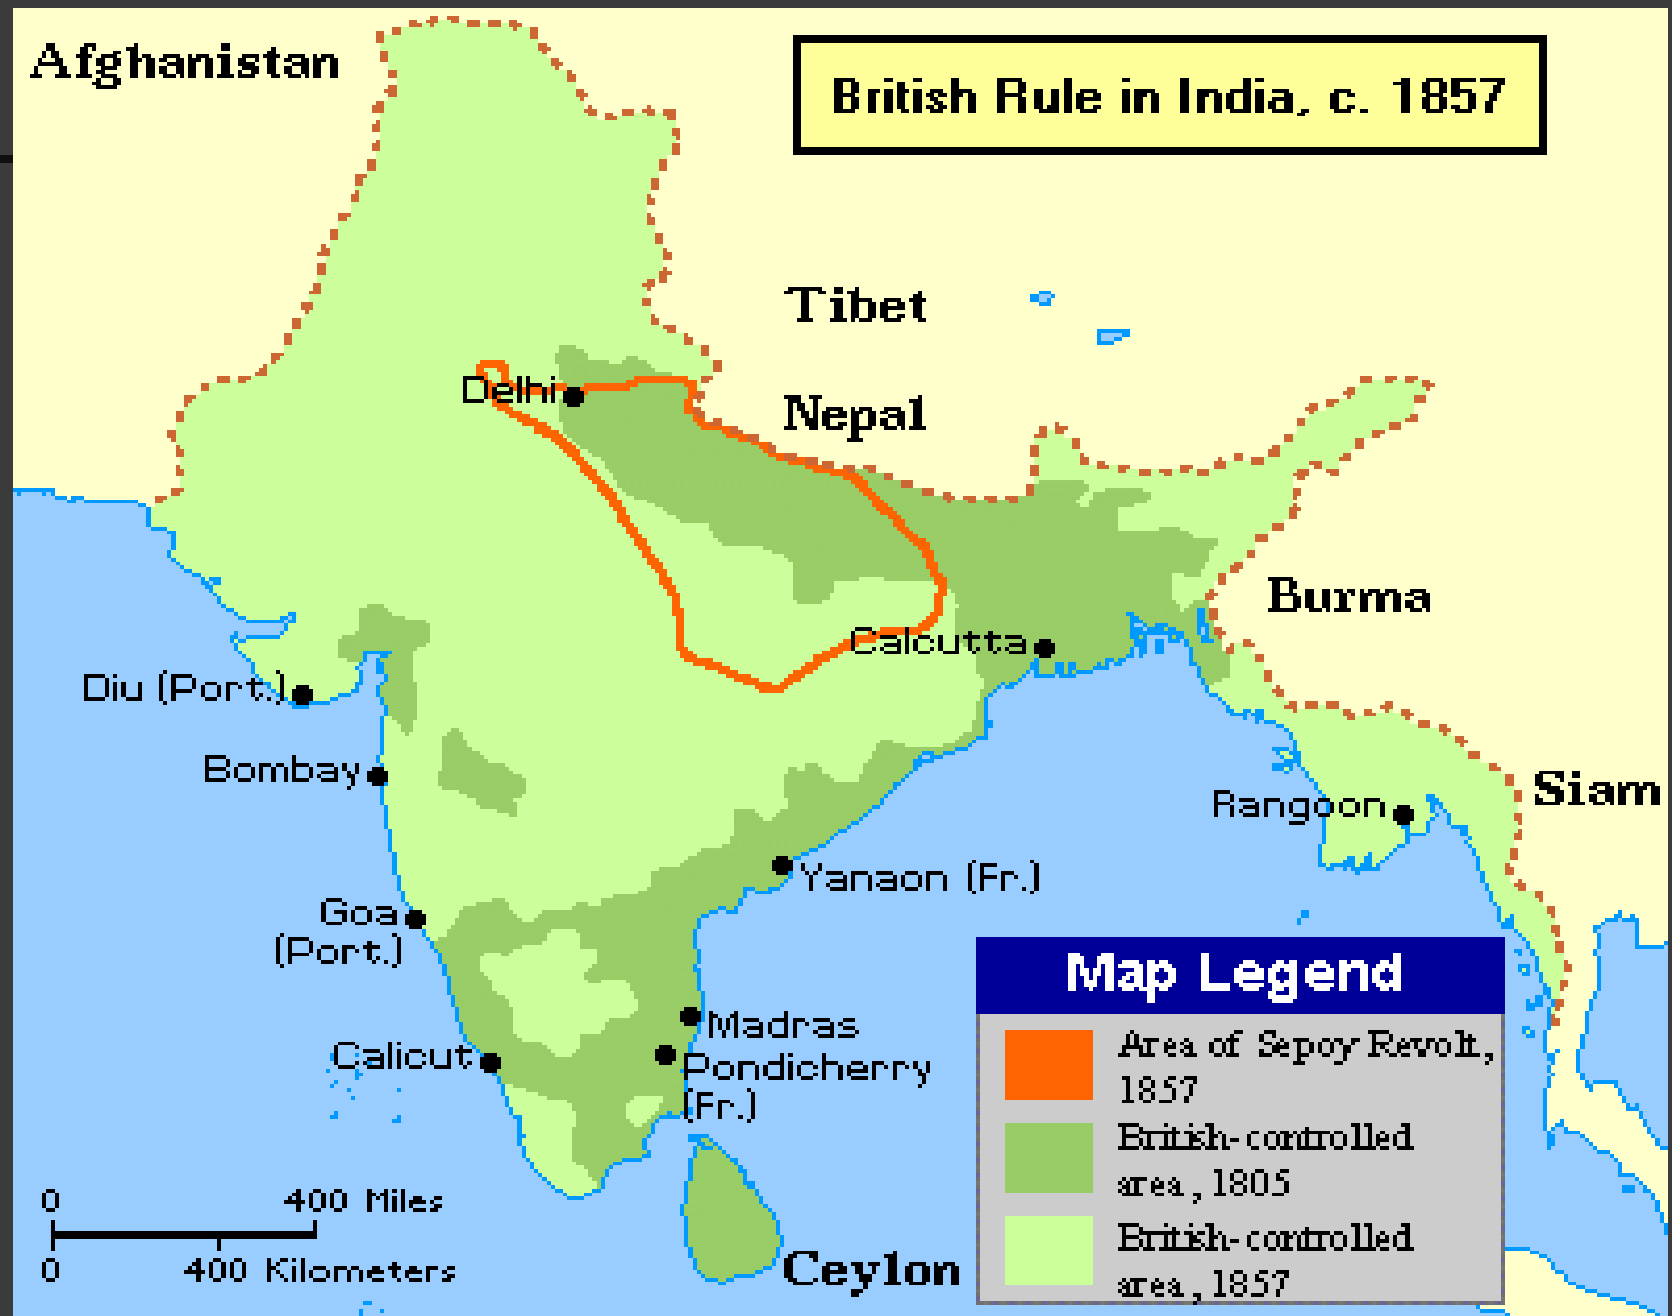 Afghanistan
British Rule in India, c. 1857
Tibet
Delhi
Nepal
Burma
Calcutta
Diu (Port.)
Bombay
Siam
Rangoon
Yanaon (Fr.)
Goa
(Port.)
Map Legend
Madras
Area of Sepoy Revolt,
1857
Calicut
Pondicherry
(Fr.)
British-controlled
area, 1805
0 400 Miles
0 400 Kilometers
Ceylon
British-controlled
area, 1857